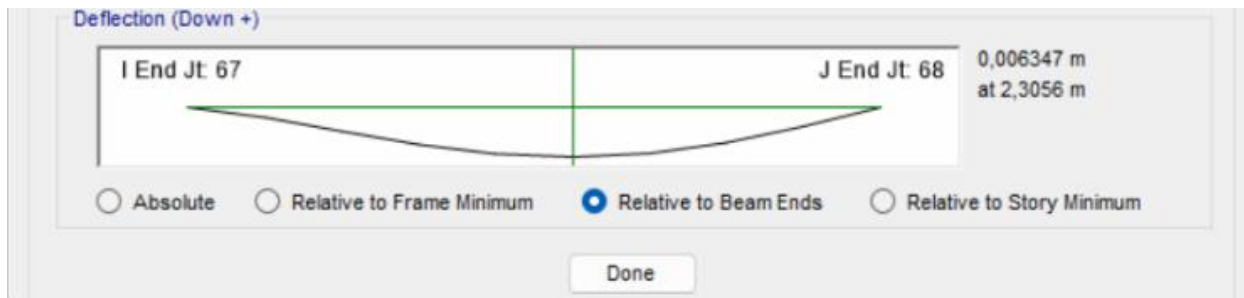 Deflection (Down +)
I End Jt: 67
J End Jt: 68
0,006347 m
at 2,3056 m
Absolute
Relative to Frame Minimum
Relative to Beam Ends
Relative to Story Minimum
Done